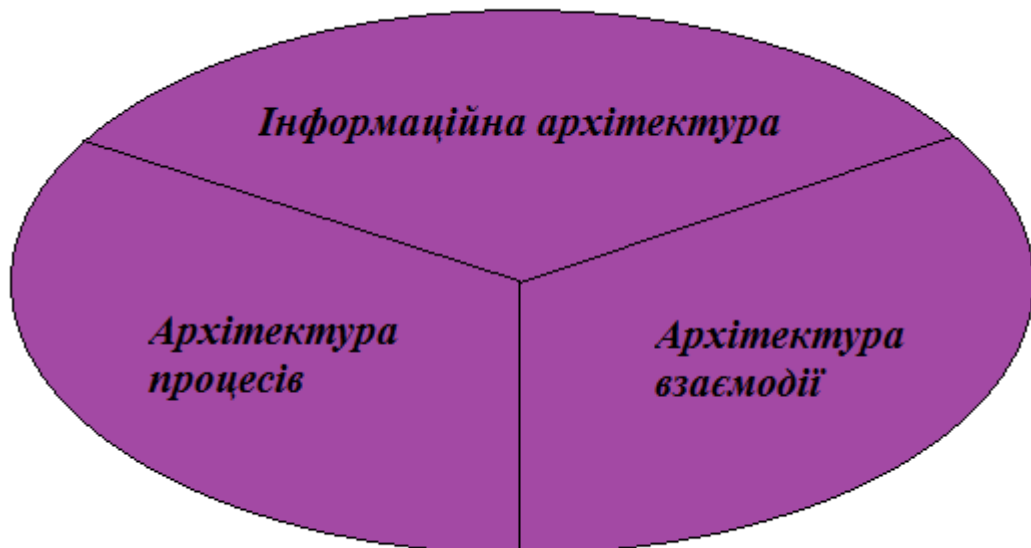 Інформаційна архітектура
Архітектура
процесів
Архітектура
взаємодії